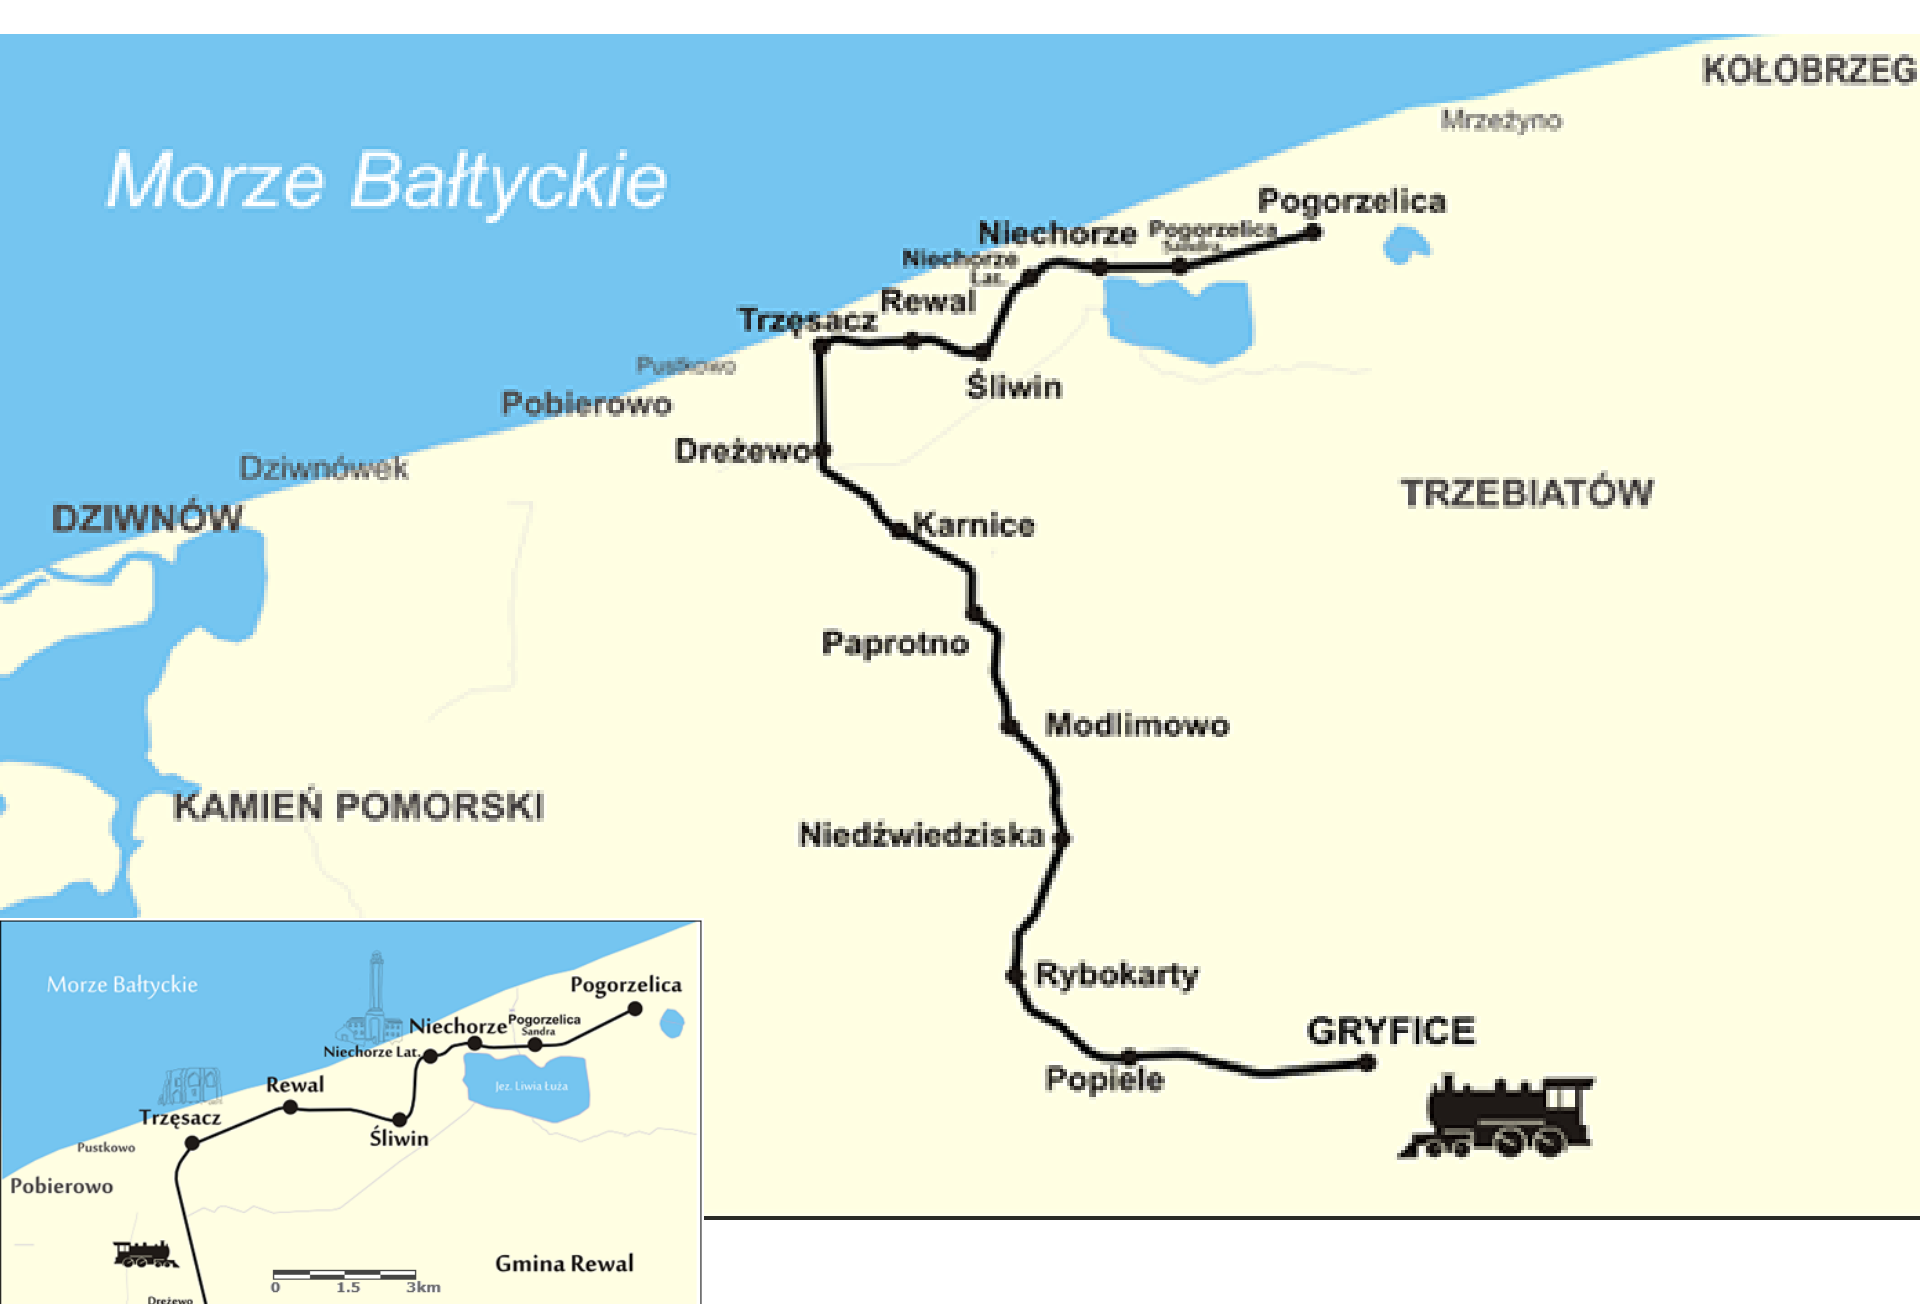 KOŁOBRZEG
Mrzeżyno
Morze Bałtyckie
Pogorzelica
Niechorze
Pogorzelica
Sandra
Niechorze
Lat.
Rewal
Trzęsacz
Pustkowo
Śliwin
Pobierowo
Dreżewo
Dziwnówek
TRZEBIATÓW
DZIWNÓW
Karnice
Paprotno
Modlimowo
KAMIEŃ POMORSKI
Niedźwiedziska
Rybokarty
GRYFICE
Popiele
Morze Bałtyckie
Pogorzelica
Niechorze
Pogorzelica
Sandra
Niechorze Lat.
Rewal
Jez. Liwia Łuża
Trzęsacz
Śliwin
Pustkowo
Pobierowo
Gmina Rewal
0 1.5 3km
Dreżewo